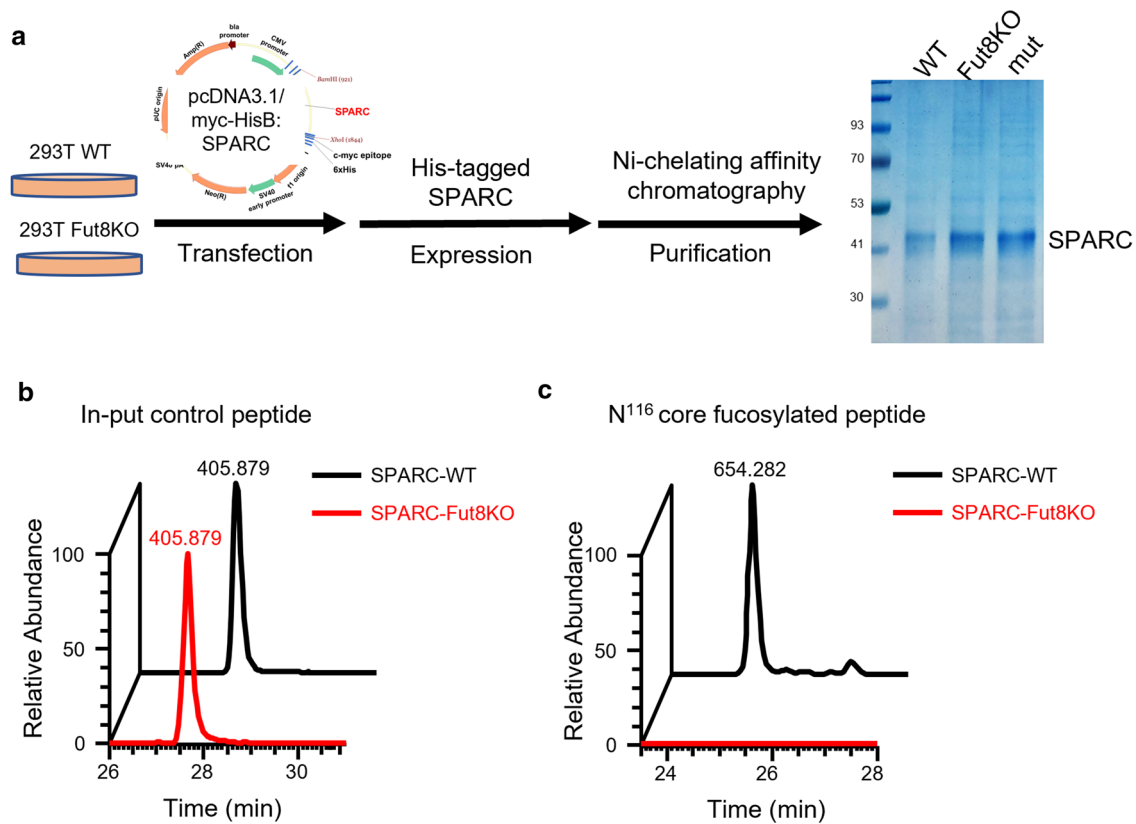 a
293T WT
293T Fut8KO
bla
promoter
CMV
promoter
Amp(R)
BamHI (921)
pUC origin
pcDNA3.1/
myc-HisB:
SPARC
SPARC
XhoI (1844)
c-myc epitope
6xHis
f1 origin
SV40
early promoter
Neo(R)
SV40
Transfection
His-tagged
SPARC
Expression
Ni-chelating affinity
chromatography
Purification
WT
Fut8KO
mut
93
70
53
41
30
SPARC
b
In-put control peptide
405.879
405.879
SPARC-WT
SPARC-Fut8KO
Relative Abundance
100
50
0
26
28
30
Time (min)
c
N¹¹⁶ core fucosylated peptide
654.282
SPARC-WT
SPARC-Fut8KO
Relative Abundance
100
50
0
24
26
28
Time (min)